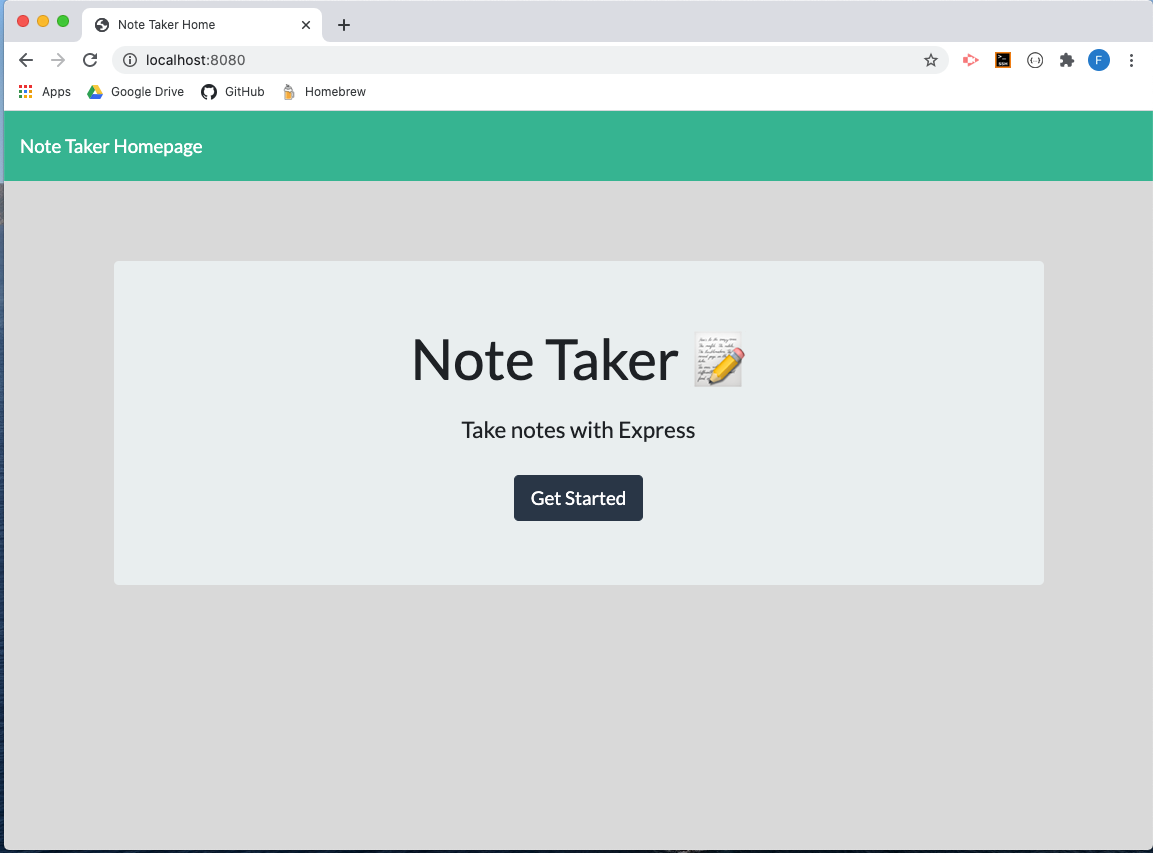 Note Taker Home
localhost:8080
F
Apps
Google Drive
GitHub
Homebrew
Note Taker Homepage
Note Taker 📝
Take notes with Express
Get Started